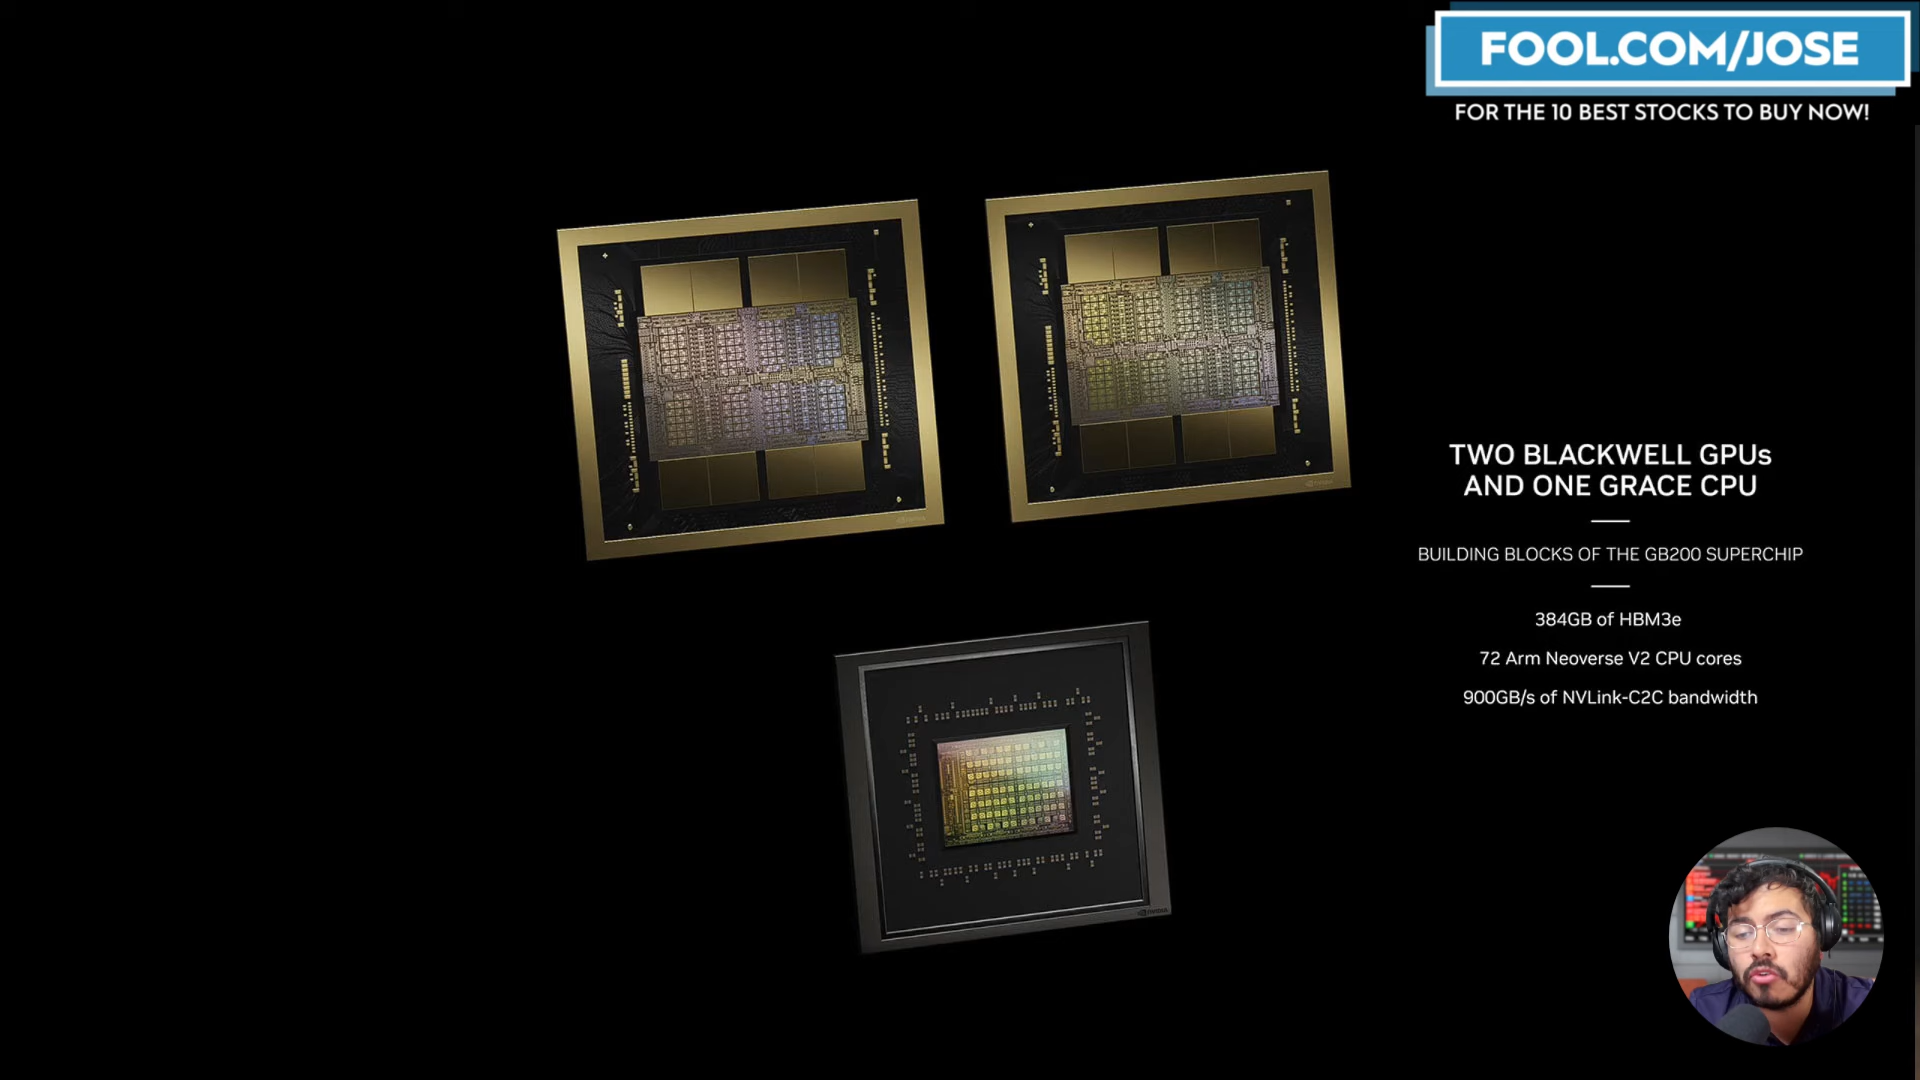 FOOL.COM/JOSE
FOR THE 10 BEST STOCKS TO BUY NOW!
TWO BLACKWELL GPUs
AND ONE GRACE CPU
BUILDING BLOCKS OF THE GB200 SUPERCHIP
384GB of HBM3e
72 Arm Neoverse V2 CPU cores
900GB/s of NVLink-C2C bandwidth
NVIDIA